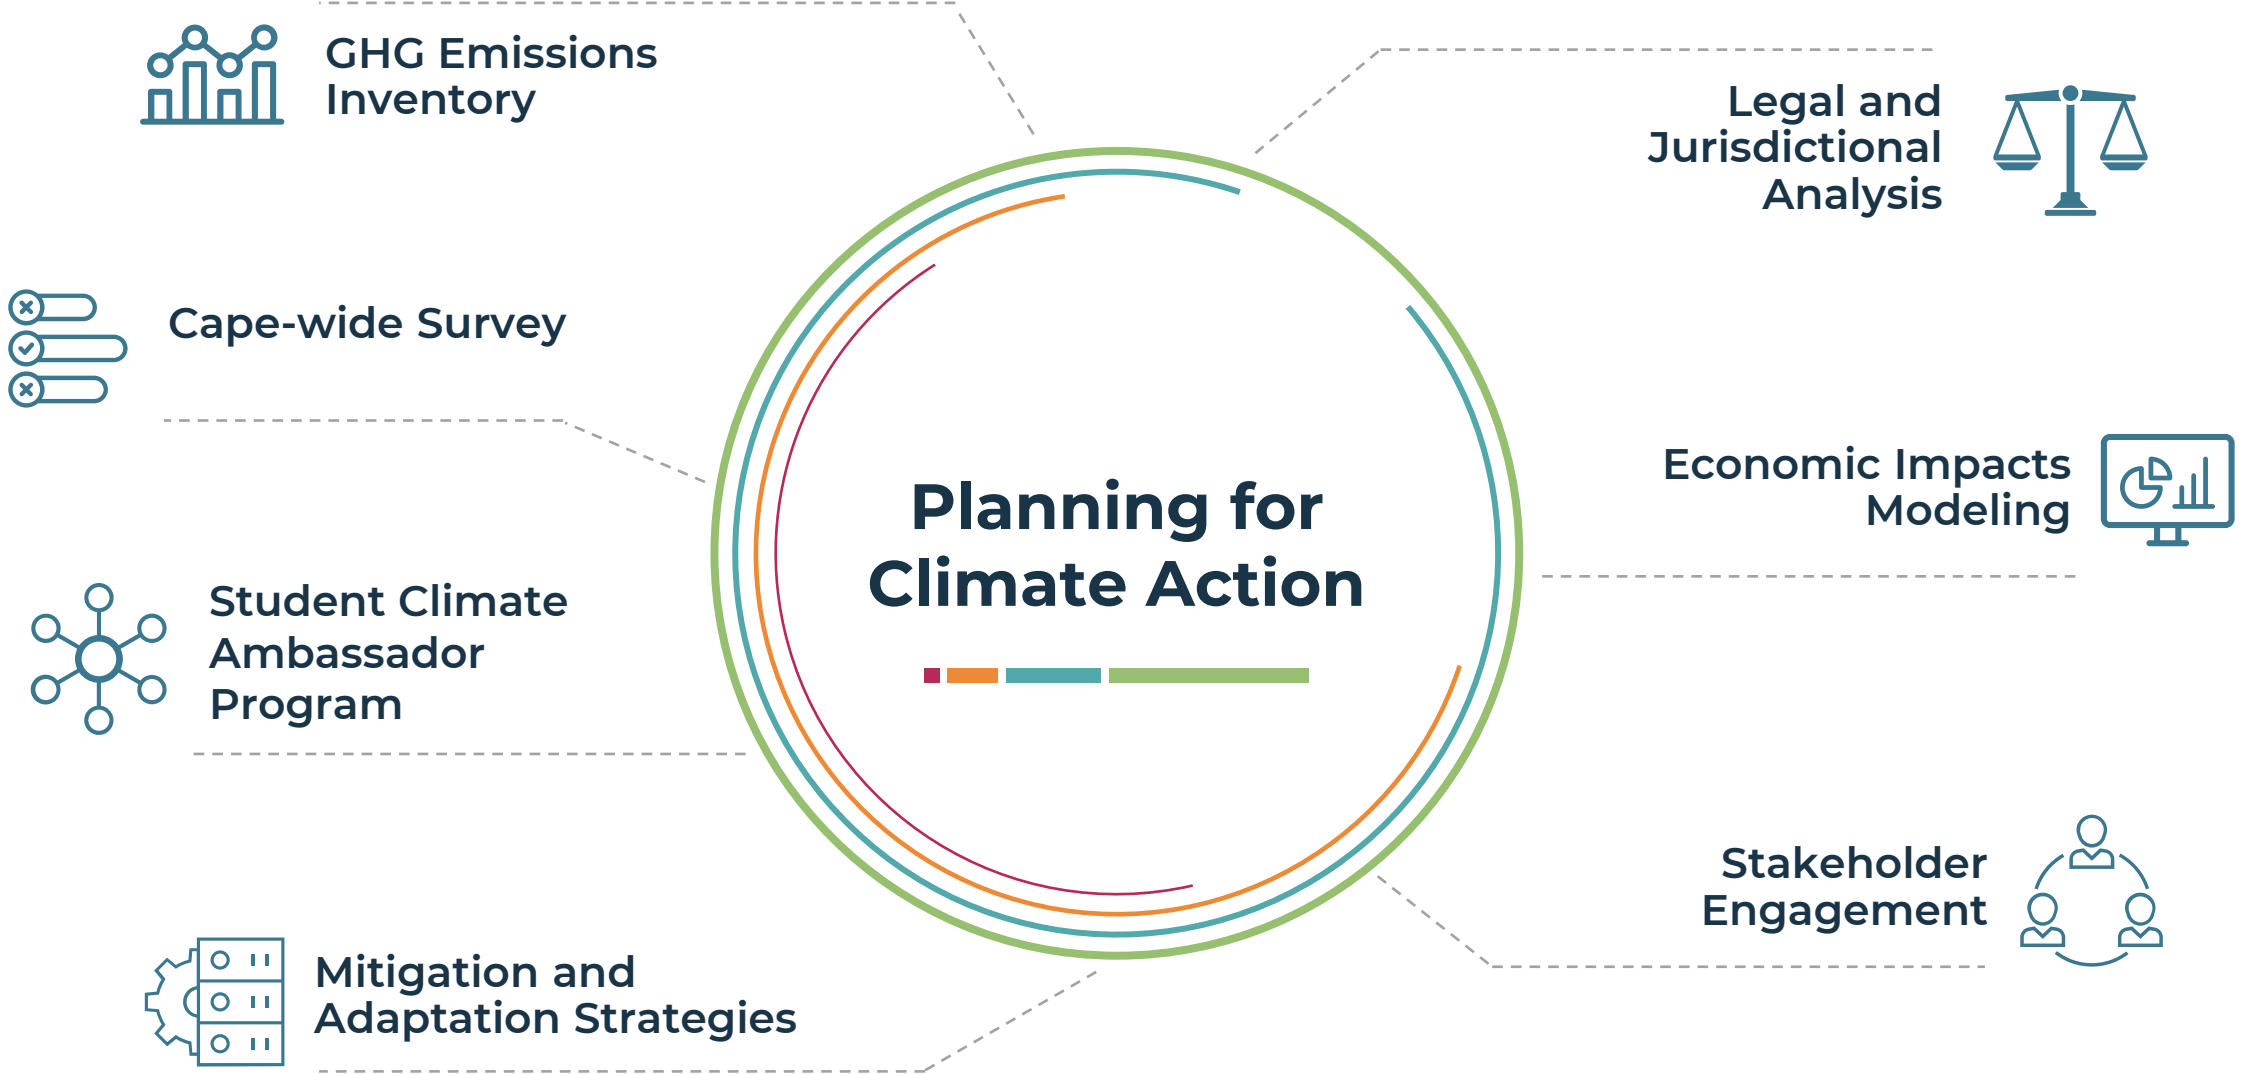 GHG Emissions
Inventory
Legal and
Jurisdictional
Analysis
Cape-wide Survey
Economic Impacts
Modeling
Planning for
Climate Action
Student Climate
Ambassador
Program
Stakeholder
Engagement
Mitigation and
Adaptation Strategies